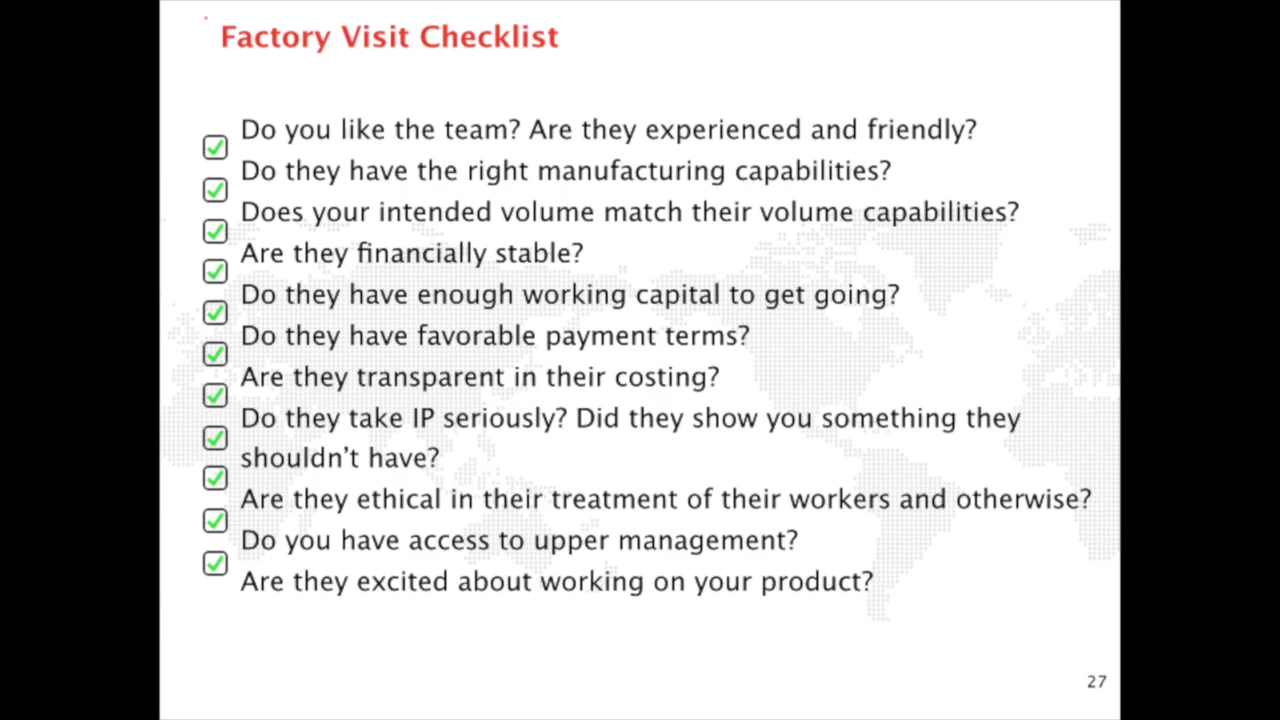 Factory Visit Checklist
Do you like the team? Are they experienced and friendly?
Do they have the right manufacturing capabilities?
Does your intended volume match their volume capabilities?
Are they financially stable?
Do they have enough working capital to get going?
Do they have favorable payment terms?
Are they transparent in their costing?
Do they take IP seriously? Did they show you something they
shouldn’t have?
Are they ethical in their treatment of their workers and otherwise?
Do you have access to upper management?
Are they excited about working on your product?
27